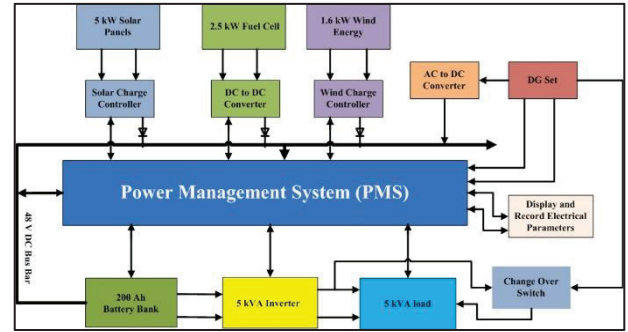 5 kW Solar
Panels
2.5 kW Fuel Cell
1.6 kW Wind
Energy
Solar Charge
Controller
DC to DC
Converter
Wind Charge
Controller
AC to DC
Converter
DG Set
Power Management System (PMS)
Display and
Record Electrical
Parameters
48 V DC Bus Bar
200 Ah
Battery Bank
5 kVA Inverter
5 kVA load
Change Over
Switch